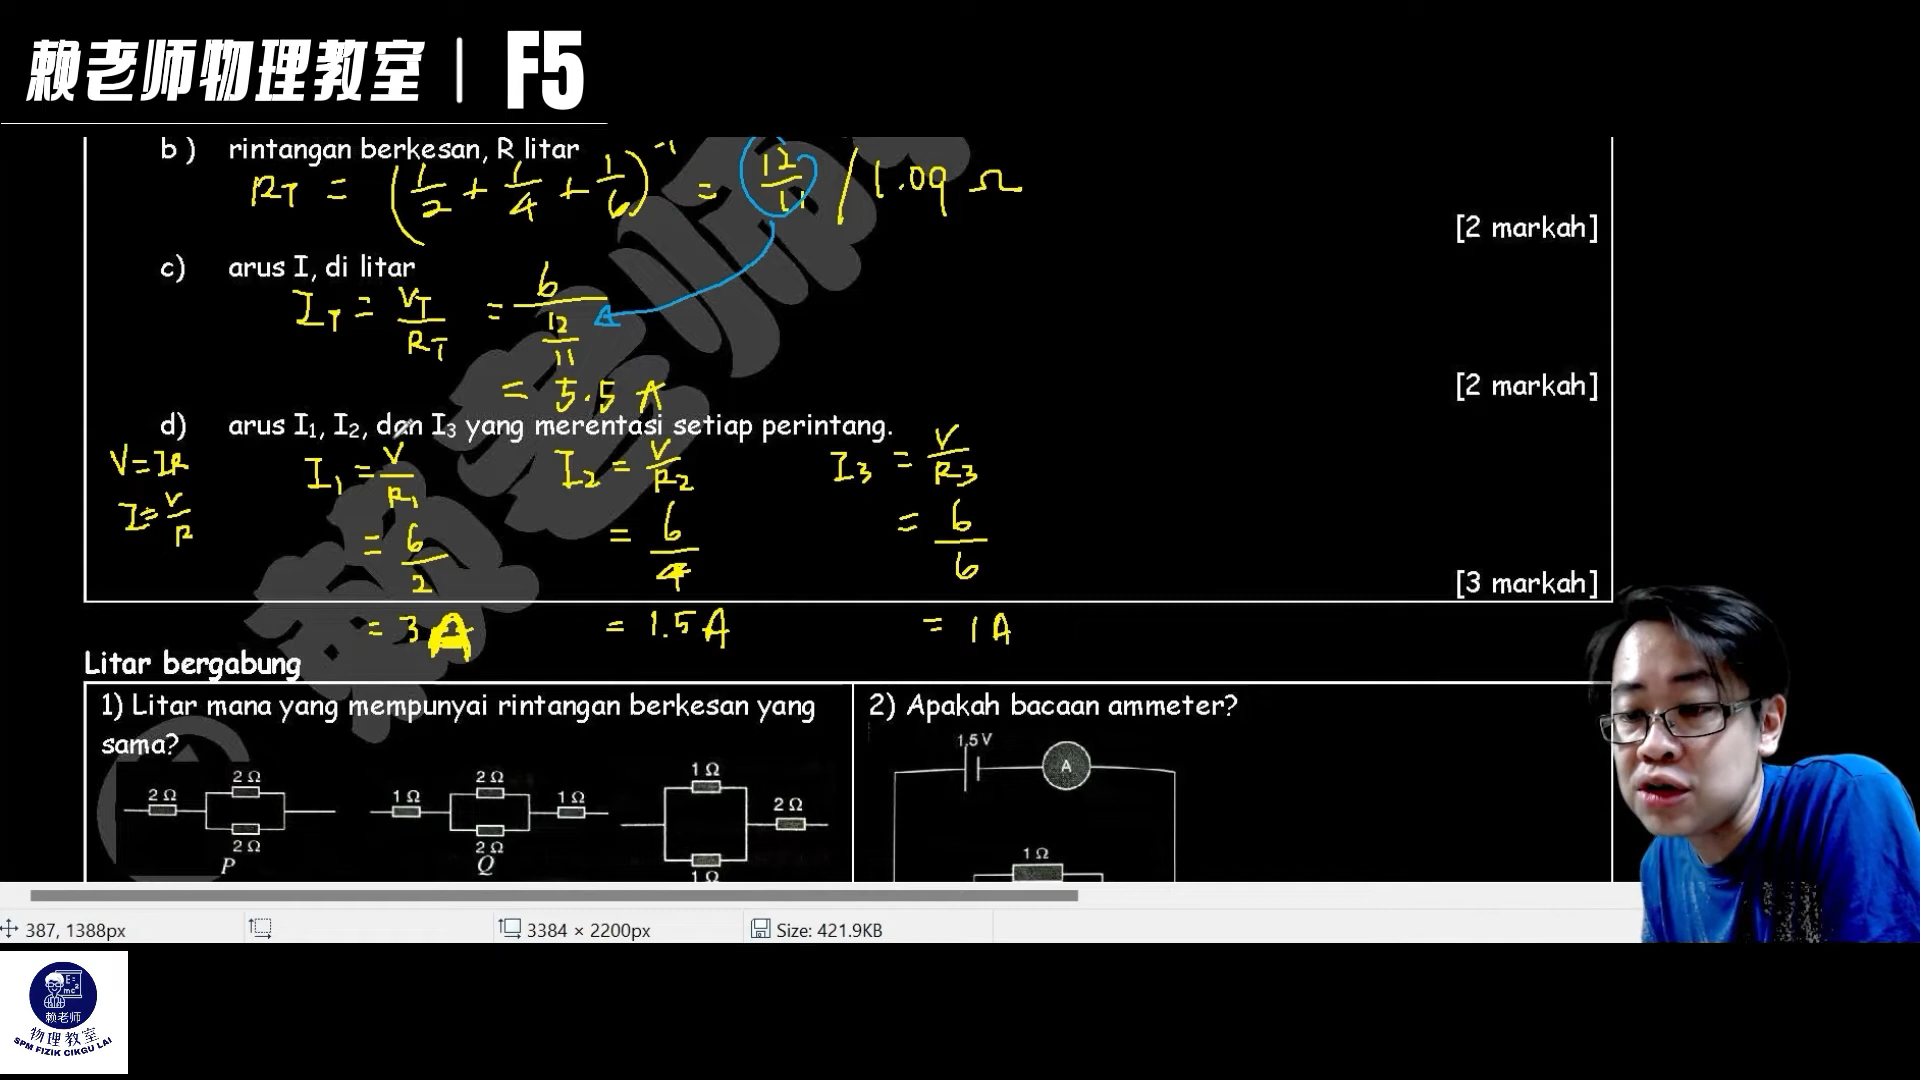 赖老师物理教室 | F5
b) rintangan berkesan, R litar
RT = (1/2 + 1/4 + 1/6)^-1 = 12/11 / 1.09 Ω
[2 markah]
c) arus I, di litar
IT = VT/RT = 6/(12/11)
= 5.5 A
[2 markah]
d) arus I₁, I₂, dan I₃ yang merentasi setiap perintang.
V = IR
I = V/R
I₁ = V/R₁
I₂ = V/R₂
I₃ = V/R₃
= 6/2
= 6/4
= 6/6
[3 markah]
= 3 A
= 1.5 A
= 1 A
Litar bergabung
1) Litar mana yang mempunyai rintangan berkesan yang
sama?
2 Ω
2 Ω
2 Ω
P
1 Ω
2 Ω
1 Ω
2 Ω
Q
1 Ω
2 Ω
1 Ω
2) Apakah bacaan ammeter?
1.5 V
A
1 Ω
387, 1388px
3384 × 2200px
Size: 421.9KB
E=
mc²
赖老师
物理教室
SPM FIZIK CIKGU LAI